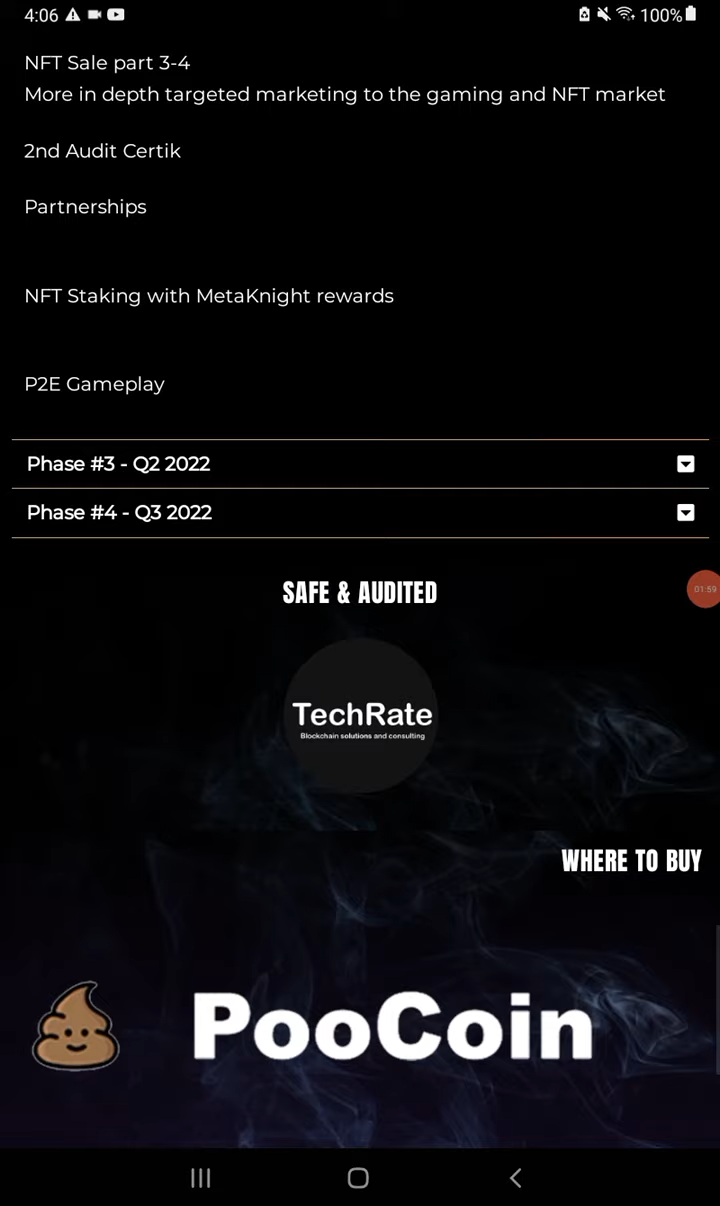 4:06
100%
NFT Sale part 3-4
More in depth targeted marketing to the gaming and NFT market
2nd Audit Certik
Partnerships
NFT Staking with MetaKnight rewards
P2E Gameplay
Phase #3 - Q2 2022
Phase #4 - Q3 2022
SAFE & AUDITED
01:59
TechRate
Blockchain solutions and consulting
WHERE TO BUY
PooCoin